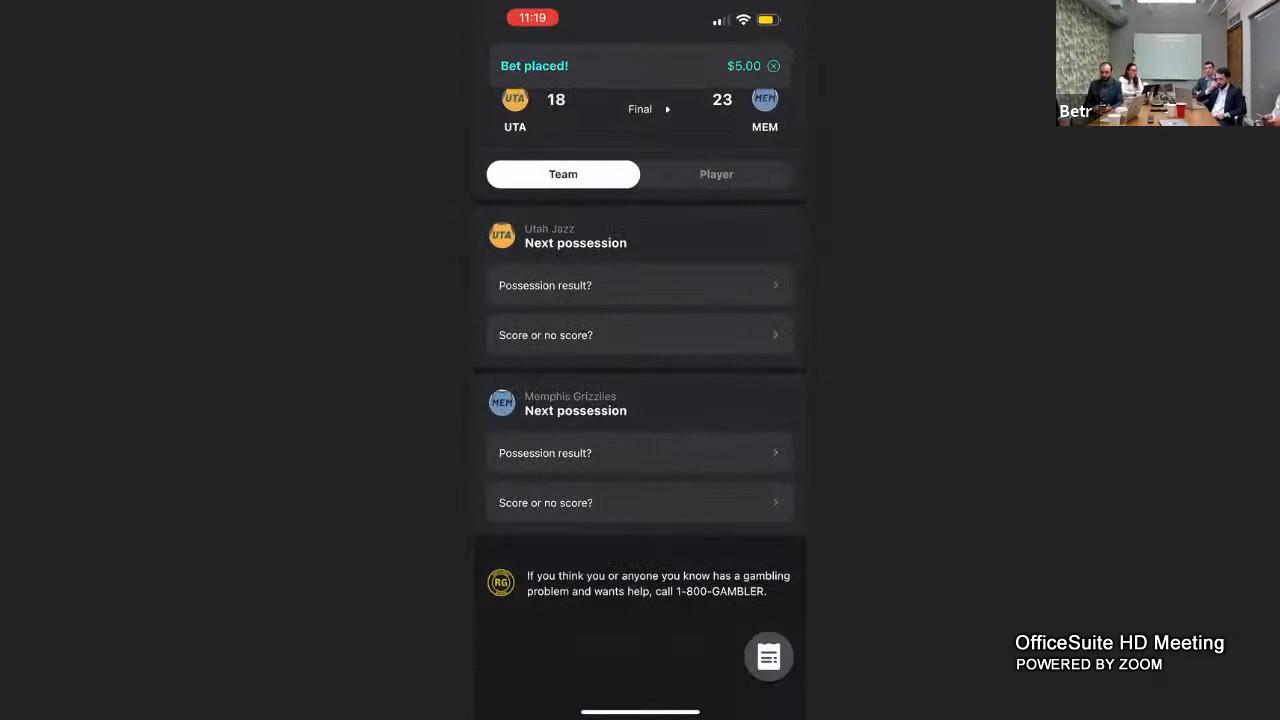 11:19
Bet placed!
$5.00
UTA
18
Final
23
MEM
UTA
MEM
Team
Player
UTA
Utah Jazz
Next possession
Possession result?
Score or no score?
MEM
Memphis Grizzlies
Next possession
Possession result?
Score or no score?
RG
If you think you or anyone you know has a gambling
problem and wants help, call 1-800-GAMBLER.
Betr
OfficeSuite HD Meeting
POWERED BY ZOOM